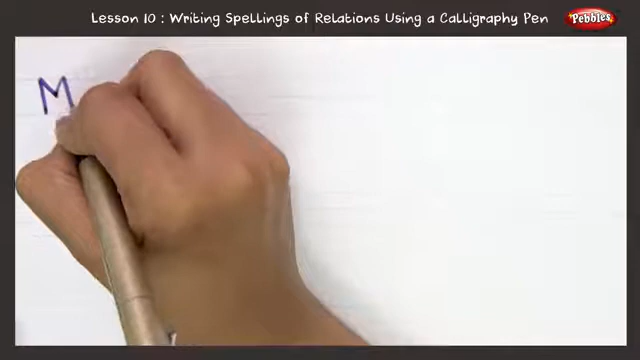 Lesson 10 : Writing Spellings of Relations Using a Calligraphy Pen
Pebbles
M